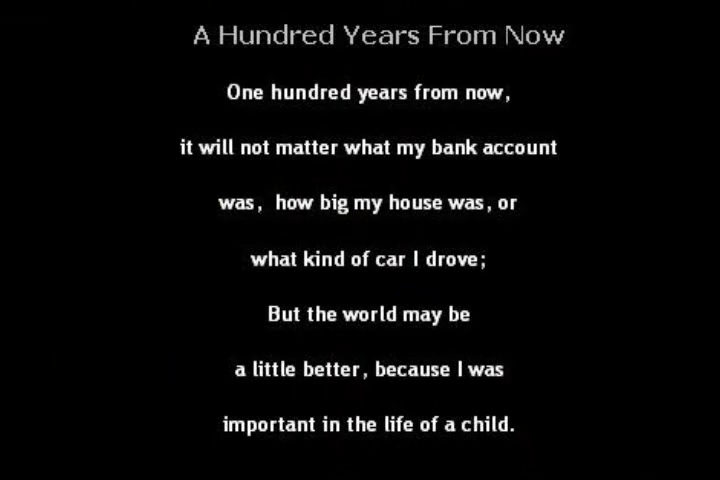 A Hundred Years From Now
One hundred years from now,
it will not matter what my bank account
was, how big my house was, or
what kind of car I drove;
But the world may be
a little better, because I was
important in the life of a child.